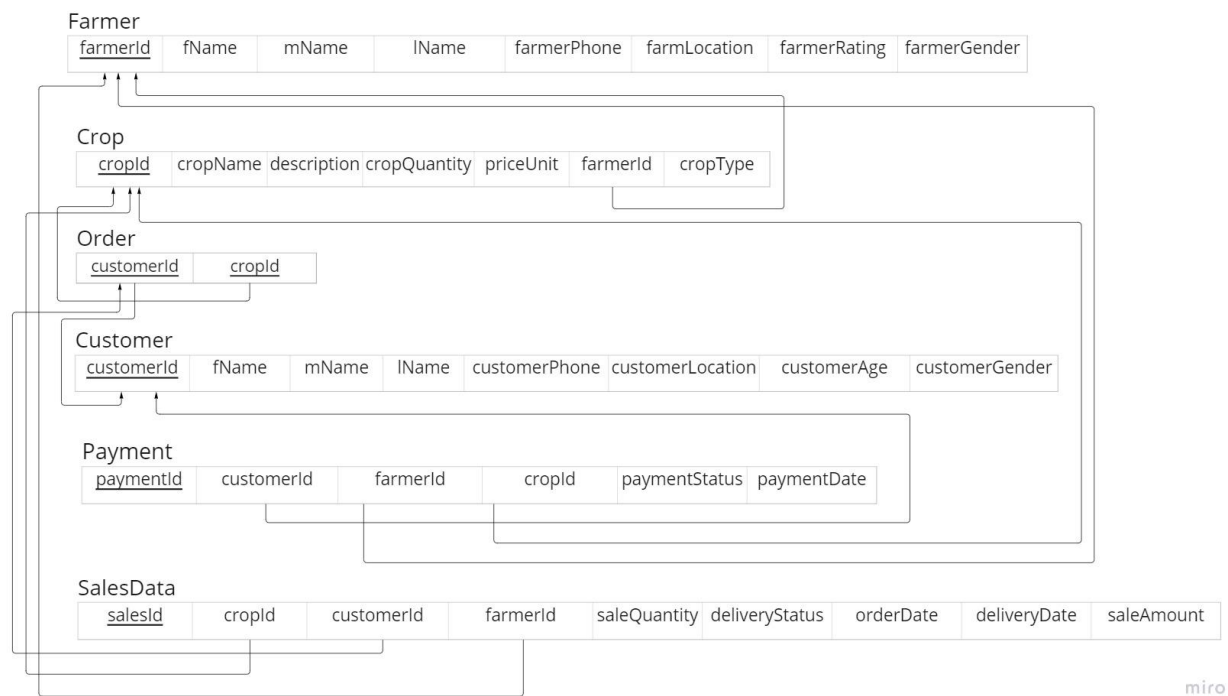 Farmer
farmerId fName mName lName farmerPhone farmLocation farmerRating farmerGender
Crop
cropId cropName description cropQuantity priceUnit farmerId cropType
Order
customerId cropId
Customer
customerId fName mName lName customerPhone customerLocation customerAge customerGender
Payment
paymentId customerId farmerId cropId paymentStatus paymentDate
SalesData
salesId cropId customerId farmerId saleQuantity deliveryStatus orderDate deliveryDate saleAmount
miro